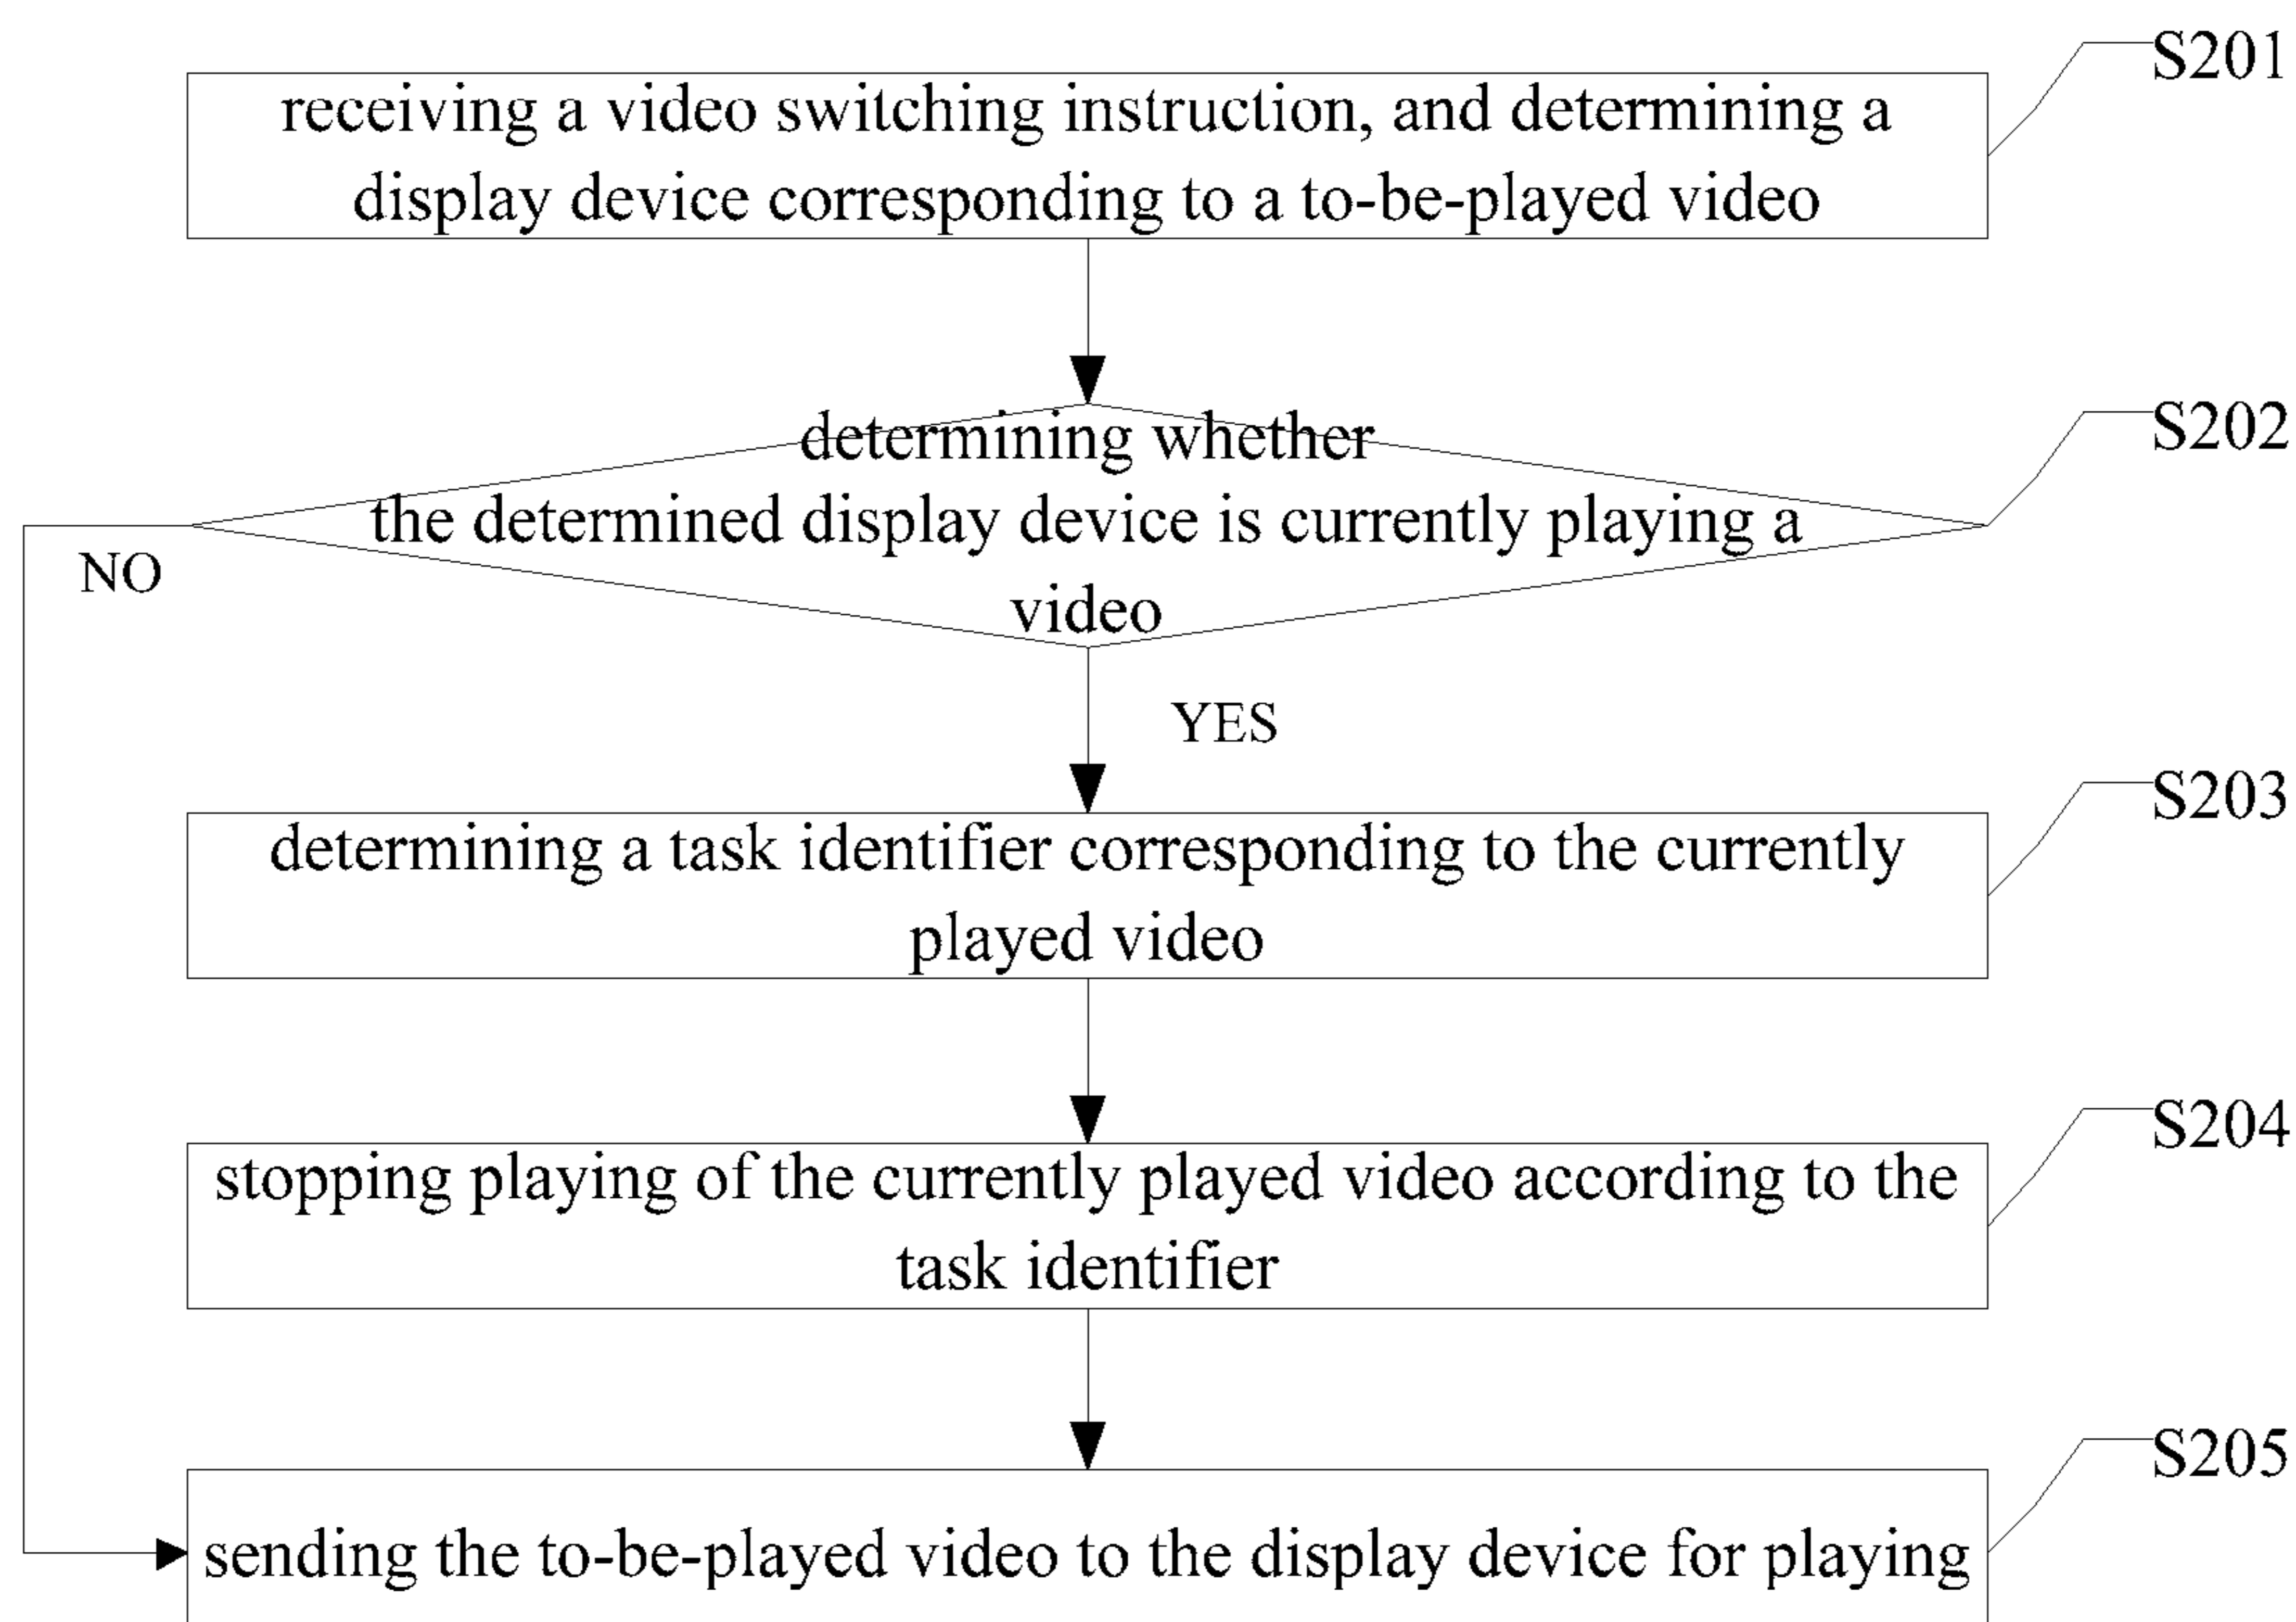 S201
receiving a video switching instruction, and determining a
display device corresponding to a to-be-played video
S202
determining whether
the determined display device is currently playing a
video
NO
YES
S203
determining a task identifier corresponding to the currently
played video
S204
stopping playing of the currently played video according to the
task identifier
S205
sending the to-be-played video to the display device for playing